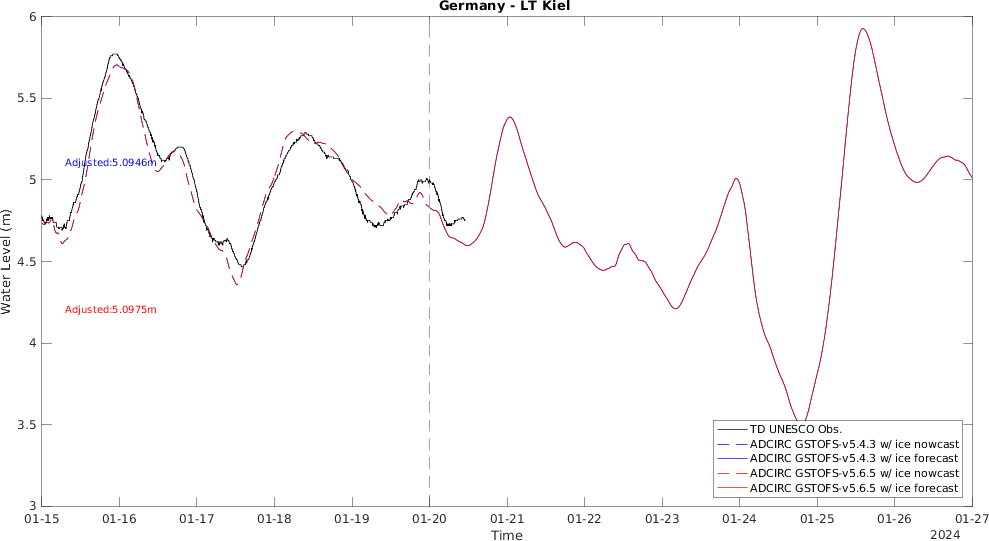 Germany - LT Kiel
6
5.5
5
4.5
4
3.5
3
Water Level (m)
Adjusted:5.0946m
Adjusted:5.0975m
TD UNESCO Obs.
ADCIRC GSTOFS-v5.4.3 w/ ice nowcast
ADCIRC GSTOFS-v5.4.3 w/ ice forecast
ADCIRC GSTOFS-v5.6.5 w/ ice nowcast
ADCIRC GSTOFS-v5.6.5 w/ ice forecast
01-15 01-16 01-17 01-18 01-19 01-20 01-21 01-22 01-23 01-24 01-25 01-26 01-27
Time
2024